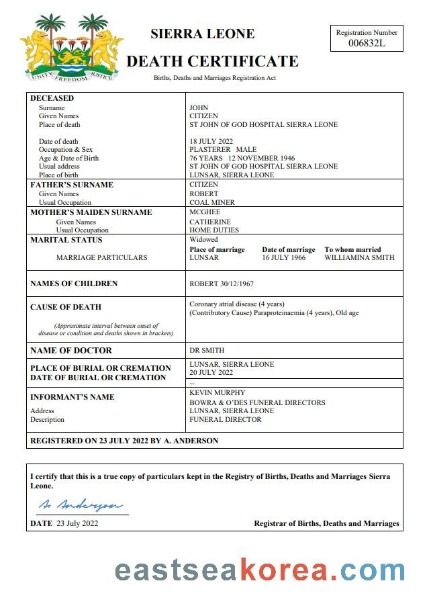 SIERRA LEONE
Registration Number
006832L
DEATH CERTIFICATE
Births, Deaths and Marriages Registration Act
UNITY FREEDOM JUSTICE
DECEASED
Surname JOHN
Given Names CITIZEN
Place of death ST JOHN OF GOD HOSPITAL SIERRA LEONE
Date of death 18 JULY 2022
Occupation & Sex PLASTERER MALE
Age & Date of Birth 76 YEARS 12 NOVEMBER 1946
Usual address ST JOHN OF GOD HOSPITAL SIERRA LEONE
Place of birth LUNSAR, SIERRA LEONE
FATHER'S SURNAME CITIZEN
Given Names ROBERT
Usual Occupation COAL MINER
MOTHER'S MAIDEN SURNAME MCGHEE
Given Names CATHERINE
Usual Occupation HOME DUTIES
MARITAL STATUS Widowed
Place of marriage Date of marriage To whom married
MARRIAGE PARTICULARS LUNSAR 16 JULY 1966 WILLIAMINA SMITH
NAMES OF CHILDREN ROBERT 30/12/1967
CAUSE OF DEATH Coronary atrial disease (4 years)
(Contributory Cause) Paraproteinaemia (4 years), Old age
(Approximate interval between onset of
disease or condition and deaths shown in brackets)
NAME OF DOCTOR DR SMITH
PLACE OF BURIAL OR CREMATION LUNSAR, SIERRA LEONE
DATE OF BURIAL OR CREMATION 20 JULY 2022
--
INFORMANT'S NAME KEVIN MURPHY
BOWRA & O'DES FUNERAL DIRECTORS
Address LUNSAR, SIERRA LEONE
Description FUNERAL DIRECTOR
REGISTERED ON 23 JULY 2022 BY A. ANDERSON
I certify that this is a true copy of particulars kept in the Registry of Births, Deaths and Marriages Sierra
Leone.
A. Anderson
DATE 23 July 2022 Registrar of Births, Deaths and Marriages
eastseakorea.com